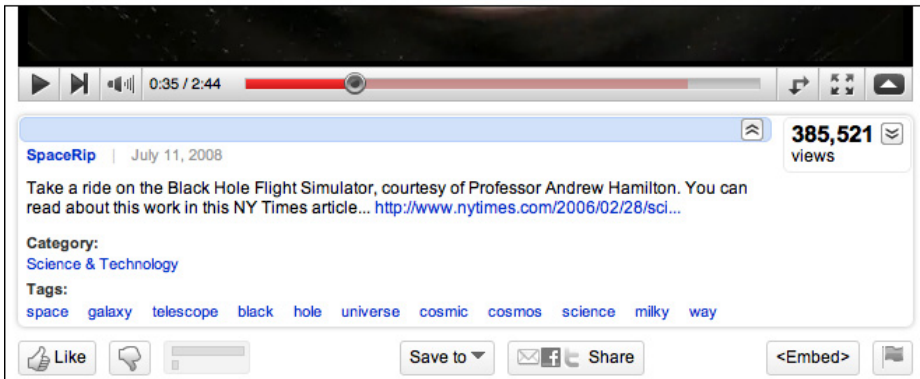 0:35 / 2:44
SpaceRip | July 11, 2008
385,521
views
Take a ride on the Black Hole Flight Simulator, courtesy of Professor Andrew Hamilton. You can
read about this work in this NY Times article... http://www.nytimes.com/2006/02/28/sci...
Category:
Science & Technology
Tags:
space galaxy telescope black hole universe cosmic cosmos science milky way
Like Save to Share <Embed>